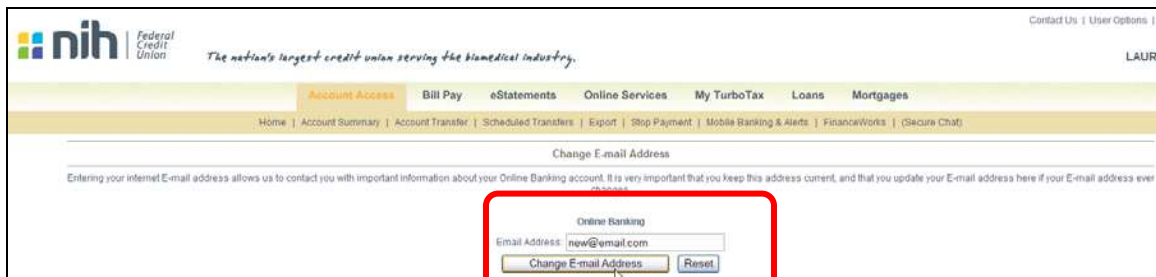 Contact Us | User Options |
nih Federal Credit Union
The nation's largest credit union serving the biomedical industry.
LAUR
Account Access Bill Pay eStatements Online Services My TurboTax Loans Mortgages
Home | Account Summary | Account Transfer | Scheduled Transfers | Export | Stop Payment | Mobile Banking & Alerts | FinanceWorks | (Secure Chat)
Change E-mail Address
Entering your internet E-mail address allows us to contact you with important information about your Online Banking account. It is very important that you keep this address current, and that you update your E-mail address here if your E-mail address ever
changes.
Online Banking
Email Address: new@email.com
Change E-mail Address Reset